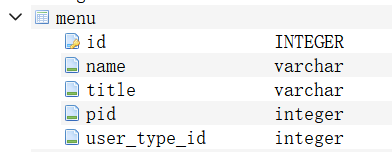 menu
id INTEGER
name varchar
title varchar
pid integer
user_type_id integer